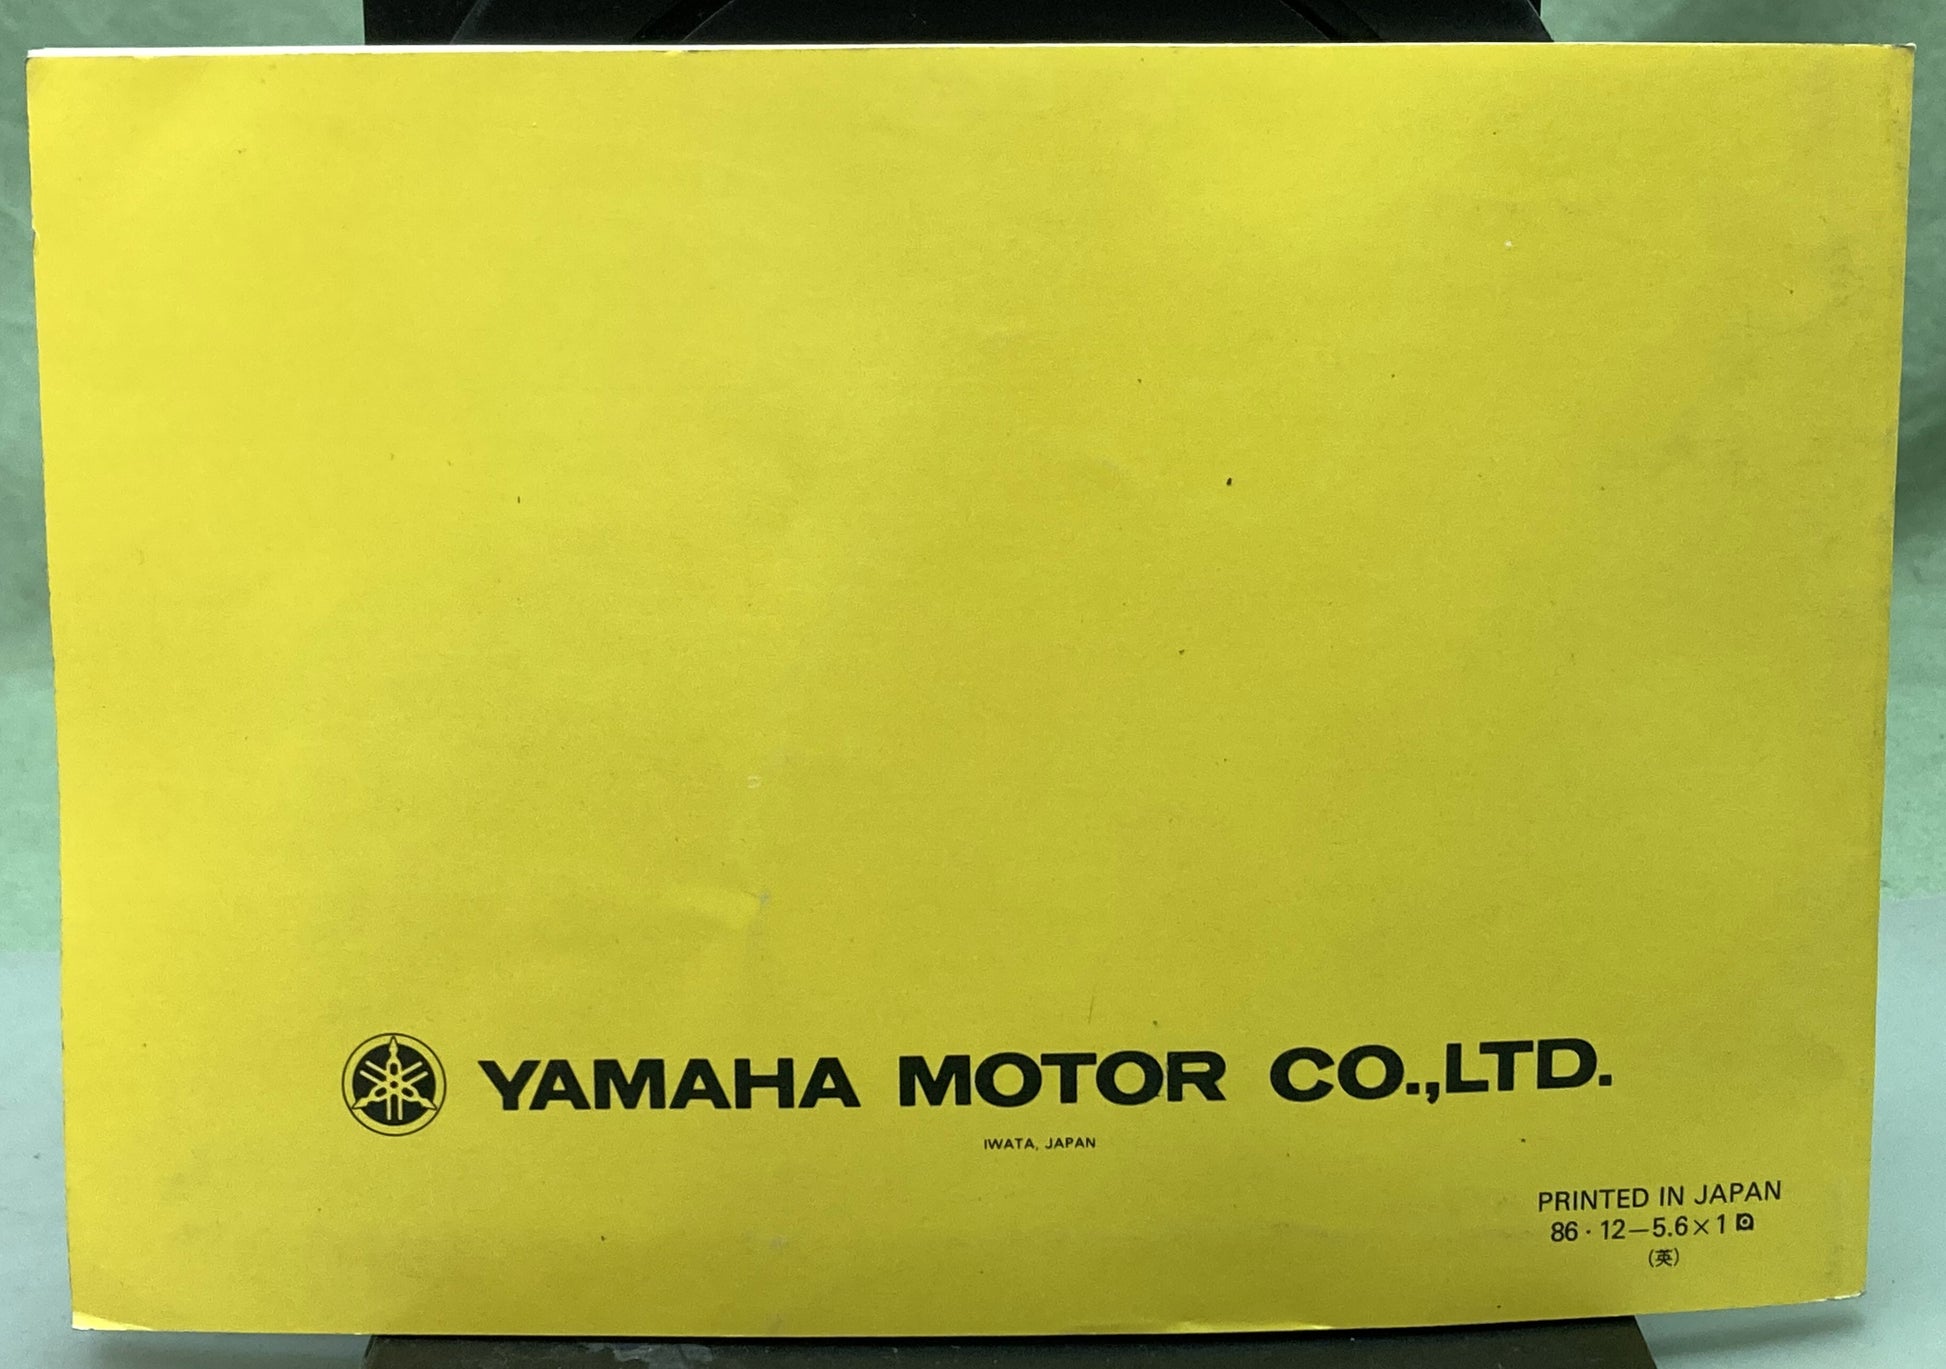 YAMAHA MOTOR CO.,LTD.
IWATA, JAPAN
PRINTED IN JAPAN
86・12—5.6×1
(英)